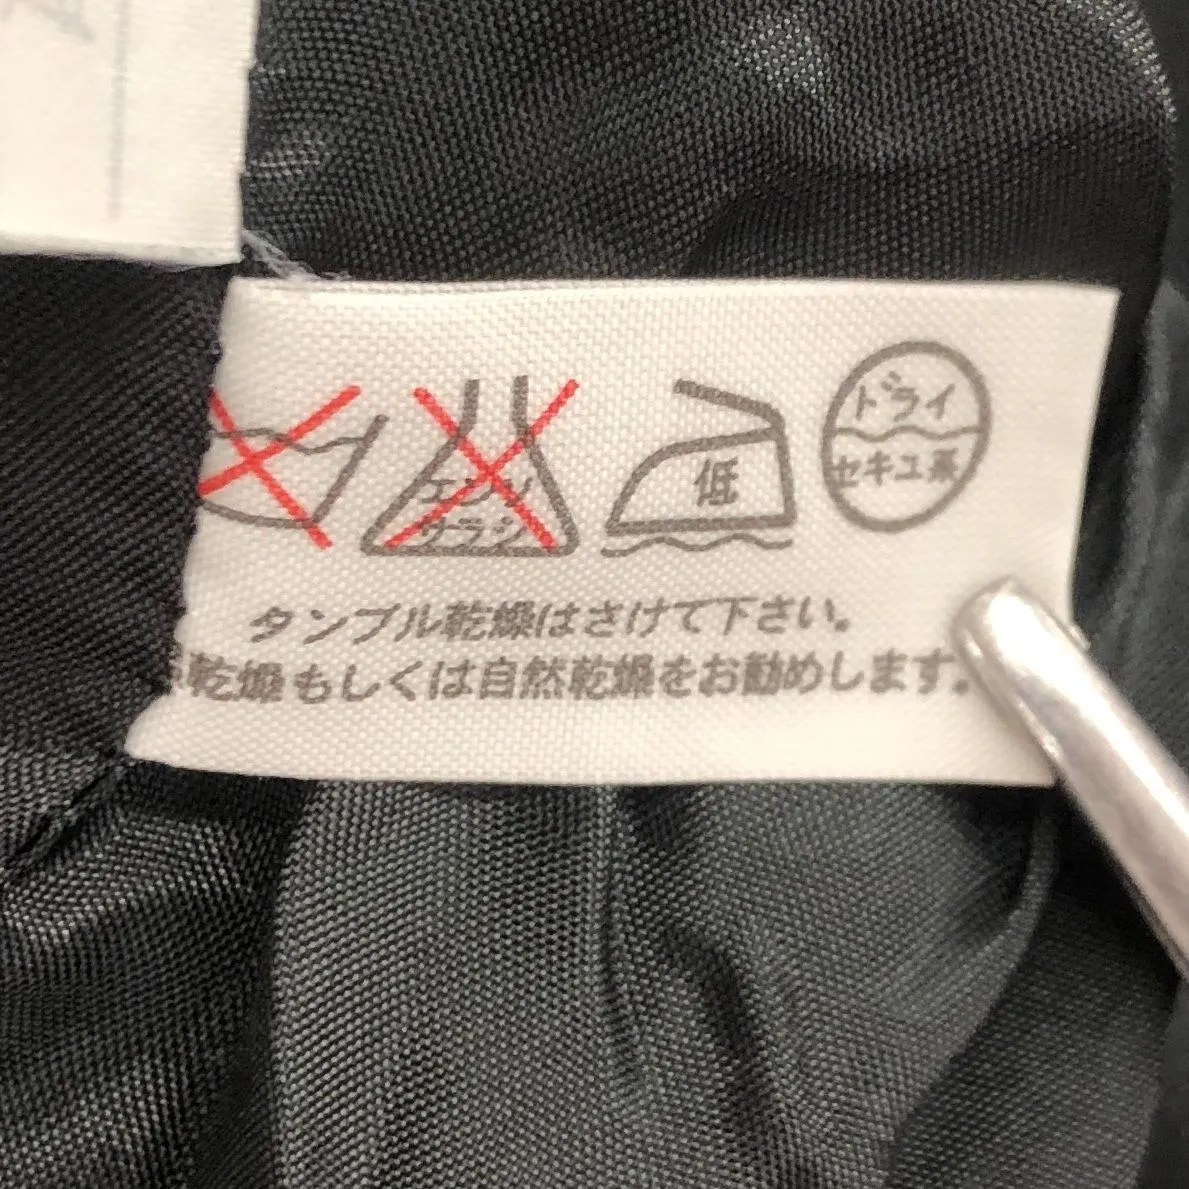 エンソ
サラシ
低
ドライ
セキユ系
タンブル乾燥はさけて下さい。
乾燥もしくは自然乾燥をお勧めします。